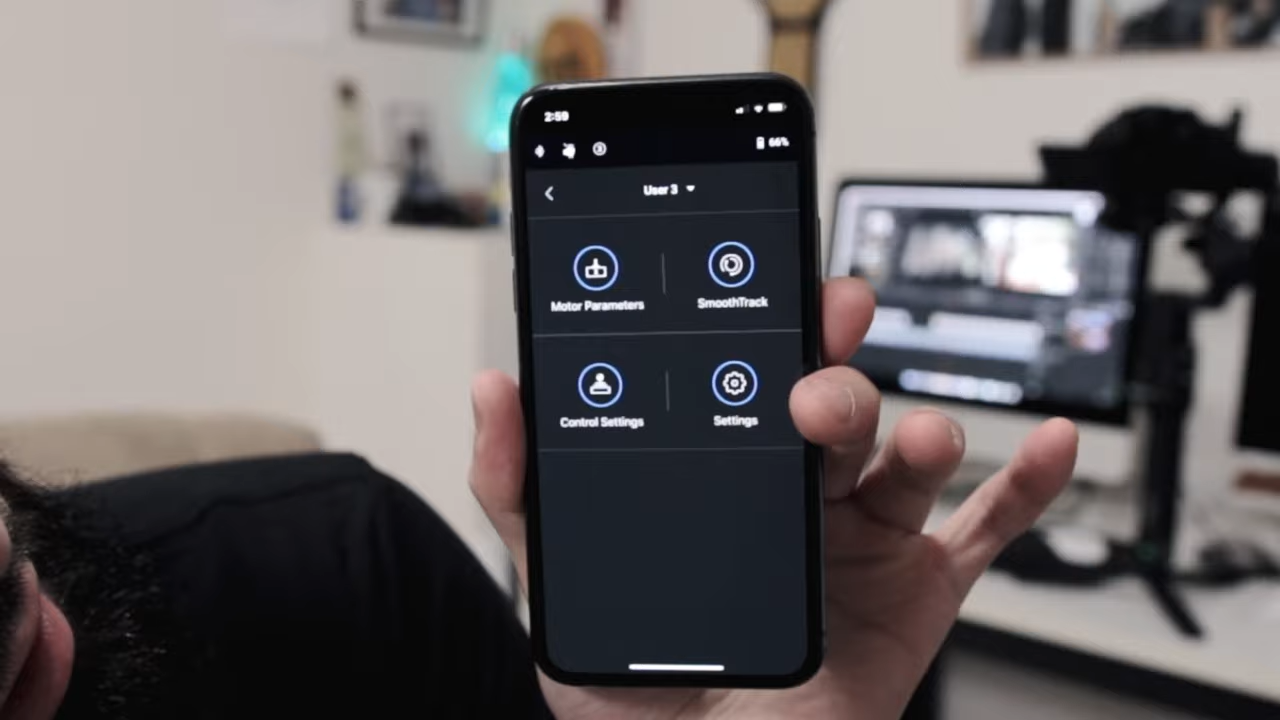 2:59
66%
User 3
Motor Parameters
SmoothTrack
Control Settings
Settings